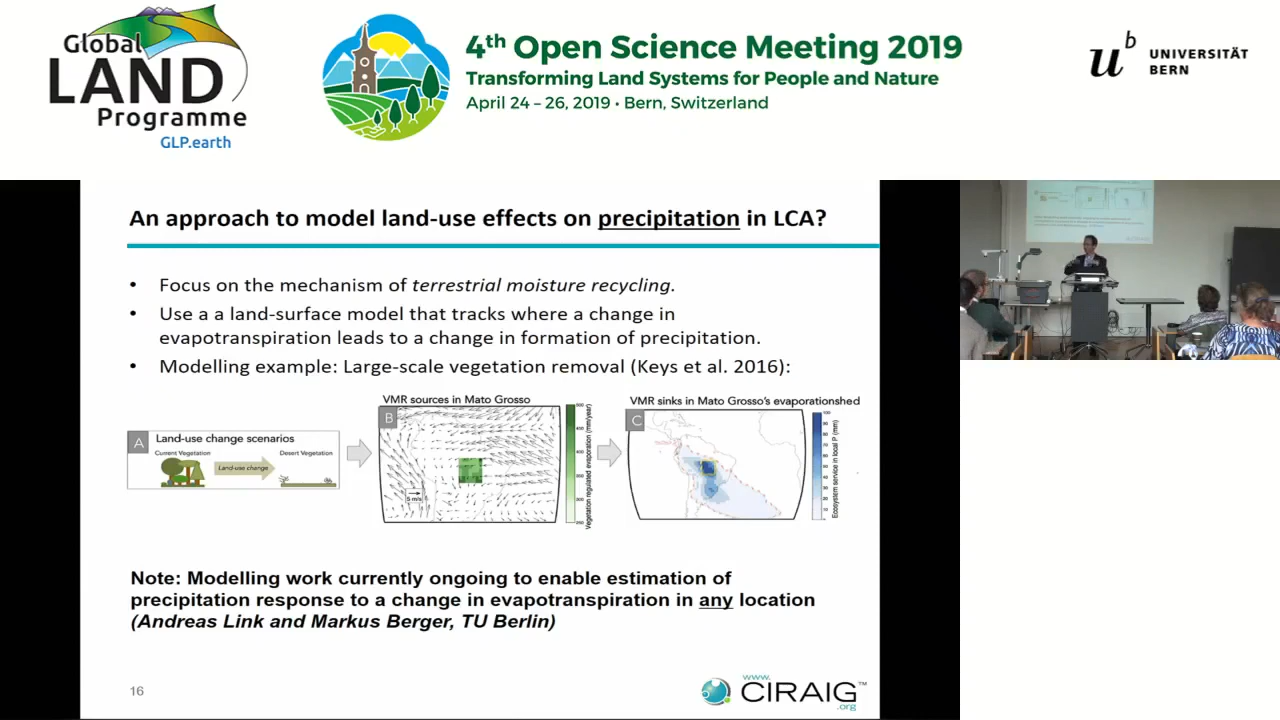 Global
LAND
Programme
GLP.earth
4th Open Science Meeting 2019
Transforming Land Systems for People and Nature
April 24 – 26, 2019 • Bern, Switzerland
u b
UNIVERSITÄT
BERN
An approach to model land-use effects on precipitation in LCA?
• Focus on the mechanism of terrestrial moisture recycling.
• Use a a land-surface model that tracks where a change in
evapotranspiration leads to a change in formation of precipitation.
• Modelling example: Large-scale vegetation removal (Keys et al. 2016):
A
Land-use change scenarios
Current Vegetation
Desert Vegetation
Land-use change
VMR sources in Mato Grosso
B
5 m/s
Vegetation regulated evaporation (mm/year)
VMR sinks in Mato Grosso's evaporationshed
C
Ecosystem service in local P (mm)
Note: Modelling work currently ongoing to enable estimation of
precipitation response to a change in evapotranspiration in any location
(Andreas Link and Markus Berger, TU Berlin)
16
www.
CIRAIG™
.org